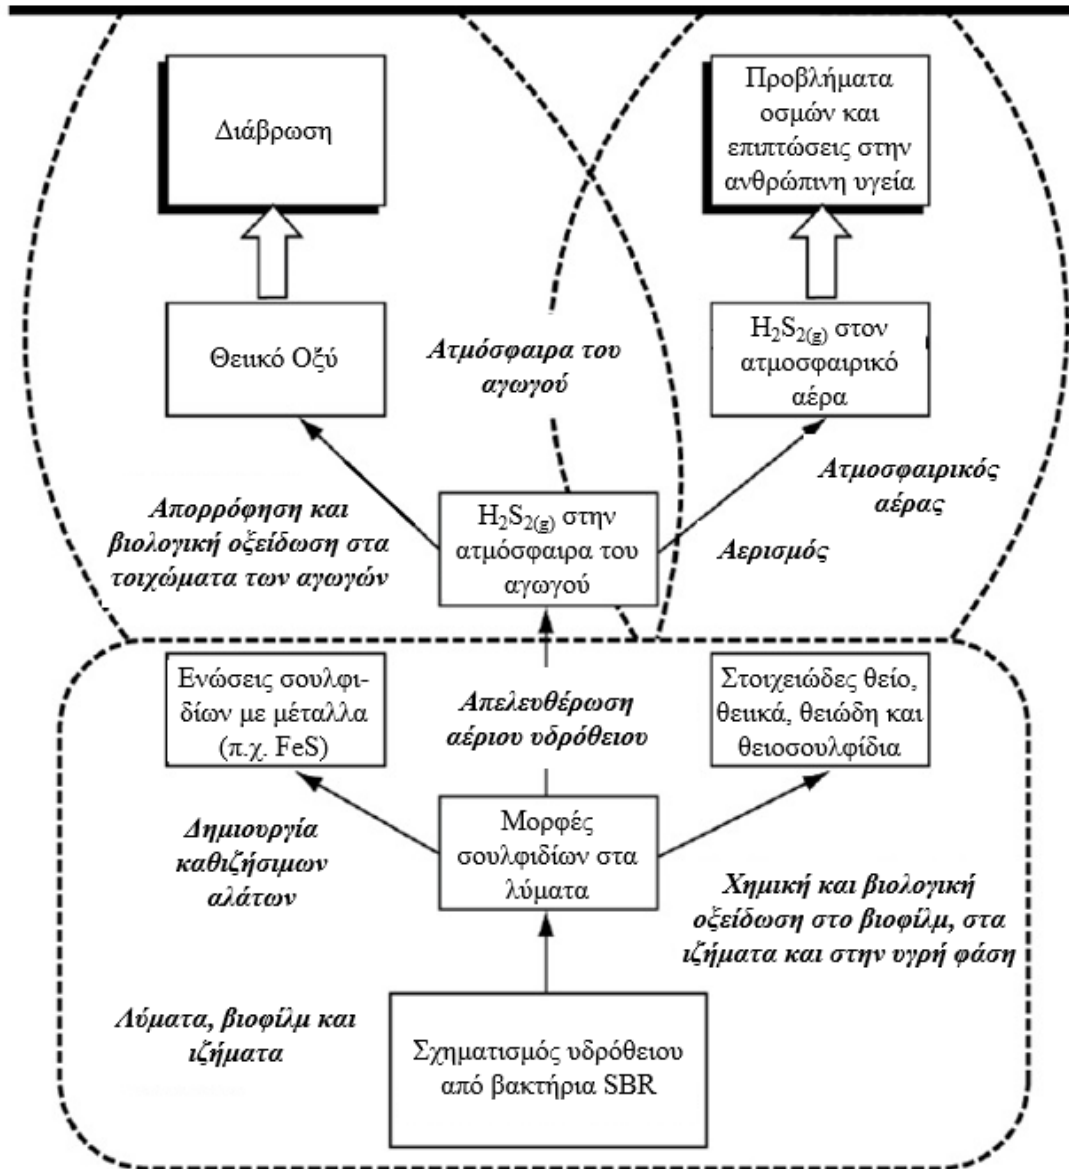 Διάβρωση
Προβλήματα
οσμών και
επιπτώσεις στην
ανθρώπινη υγεία
Θειικό Οξύ
Ατμόσφαιρα του
αγωγού
H₂S₂₍g₎ στον
ατμοσφαιρικό
αέρα
Απορρόφηση και
βιολογική οξείδωση στα
τοιχώματα των αγωγών
H₂S₂₍g₎ στην
ατμόσφαιρα του
αγωγού
Ατμοσφαιρικός
αέρας
Αερισμός
Ενώσεις σουλφι-
δίων με μέταλλα
(π.χ. FeS)
Απελευθέρωση
αέριου υδρόθειου
Στοιχειώδες θείο,
θειικά, θειώδη και
θειοσουλφίδια
Δημιουργία
καθιζήσιμων
αλάτων
Μορφές
σουλφιδίων στα
λύματα
Χημική και βιολογική
οξείδωση στο βιοφίλμ, στα
ιζήματα και στην υγρή φάση
Λύματα, βιοφίλμ και
ιζήματα
Σχηματισμός υδρόθειου
από βακτήρια SBR